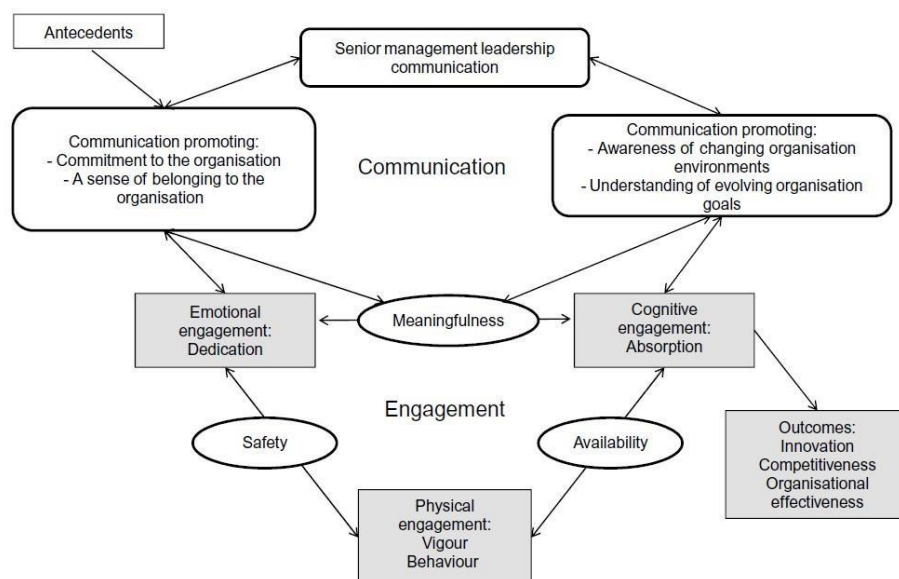 Antecedents
Senior management leadership
communication
Communication promoting:
- Commitment to the organisation
- A sense of belonging to the
organisation
Communication
Communication promoting:
- Awareness of changing organisation
environments
- Understanding of evolving organisation
goals
Emotional
engagement:
Dedication
Meaningfulness
Cognitive
engagement:
Absorption
Engagement
Safety
Availability
Outcomes:
Innovation
Competitiveness
Organisational
effectiveness
Physical
engagement:
Vigour
Behaviour